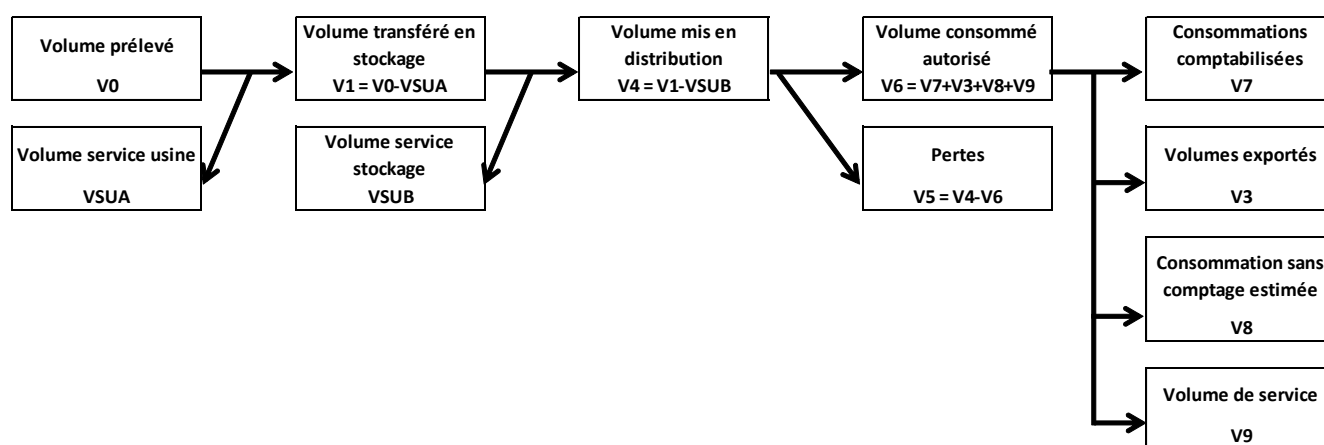 Volume prélevé
V0
Volume transféré en
stockage
V1 = V0-VSUA
Volume mis en
distribution
V4 = V1-VSUB
Volume consommé
autorisé
V6 = V7+V3+V8+V9
Consommations
comptabilisées
V7
Volume service usine
VSUA
Volume service
stockage
VSUB
Pertes
V5 = V4-V6
Volumes exportés
V3
Consommation sans
comptage estimée
V8
Volume de service
V9